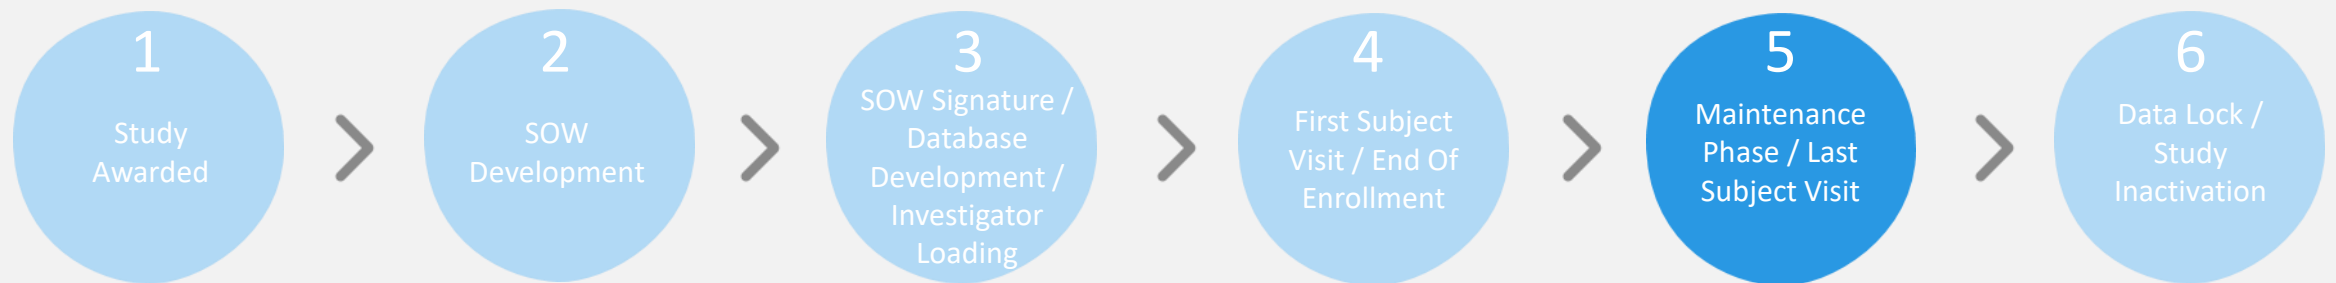 1
Study
Awarded
2
SOW
Development
3
SOW Signature /
Database
Development /
Investigator
Loading
4
First Subject
Visit / End Of
Enrollment
5
Maintenance
Phase / Last
Subject Visit
6
Data Lock /
Study
Inactivation